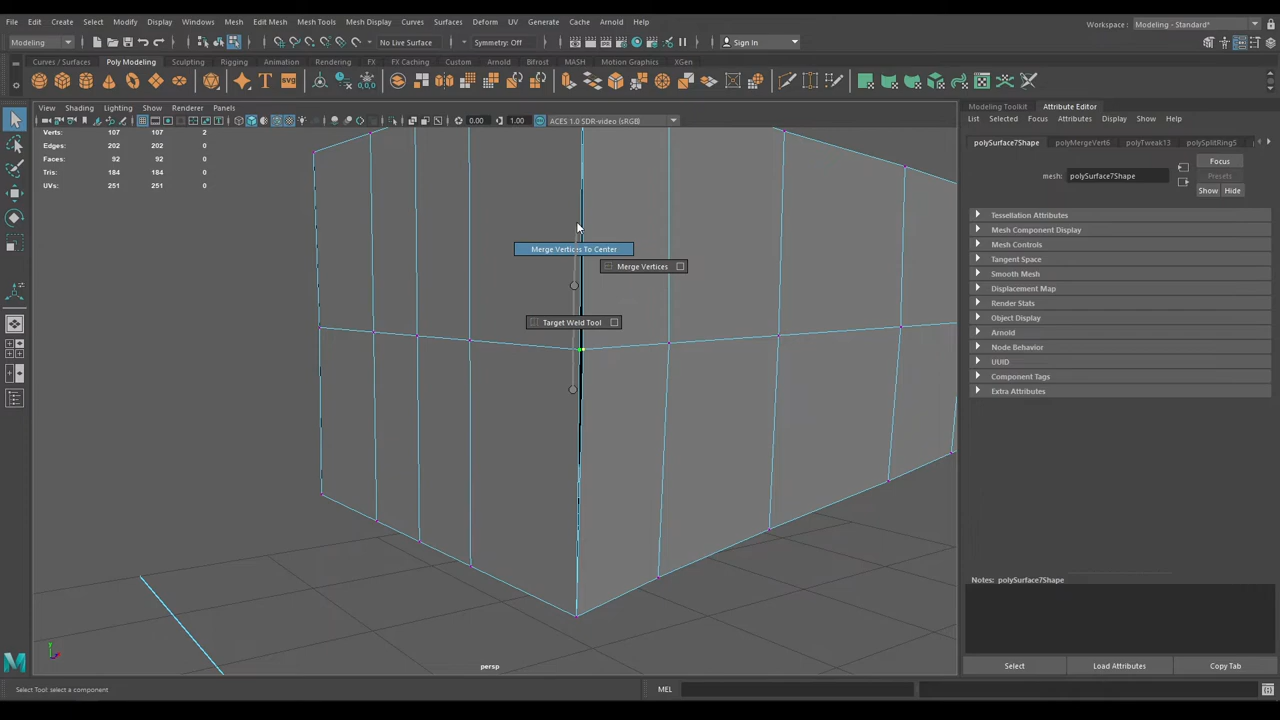 File Edit Create Select Modify Display Windows Mesh Edit Mesh Mesh Tools Mesh Display Curves Surfaces Deform UV Generate Cache Arnold Help
Workspace : Modeling - Standard*
Modeling No Live Surface Symmetry: Off Sign In
Curves / Surfaces Poly Modeling Sculpting Rigging Animation Rendering FX FX Caching Custom Arnold Bifrost MASH Motion Graphics XGen
SVG
View Shading Lighting Show Renderer Panels
Modeling Toolkit Attribute Editor
List Selected Focus Attributes Display Show Help
0.00 1.00 ACES 1.0 SDR-video (sRGB)
Verts: 107 107 2
Edges: 202 202 0
Faces: 92 92 0
Tris: 184 184 0
UVs: 251 251 0
polySurface7Shape polyMergeVert6 polyTweak13 polySplitRing5
Focus
mesh: polySurface7Shape
Presets
Show Hide
Tessellation Attributes
Mesh Component Display
Mesh Controls
Tangent Space
Smooth Mesh
Displacement Map
Render Stats
Object Display
Arnold
Node Behavior
UUID
Component Tags
Extra Attributes
Merge Vertices To Center
Merge Vertices
Target Weld Tool
Notes: polySurface7Shape
persp
Select Load Attributes Copy Tab
Select Tool: select a component
MEL